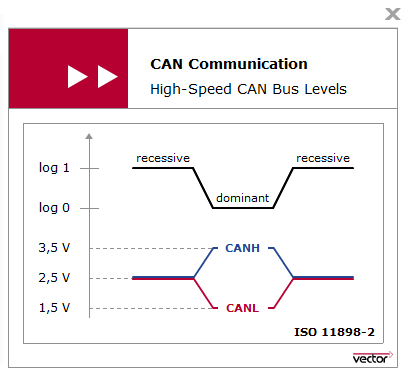 CAN Communication
High-Speed CAN Bus Levels
recessive recessive
log 1
dominant
log 0
3,5 V CANH
2,5 V
1,5 V CANL
ISO 11898-2
vector